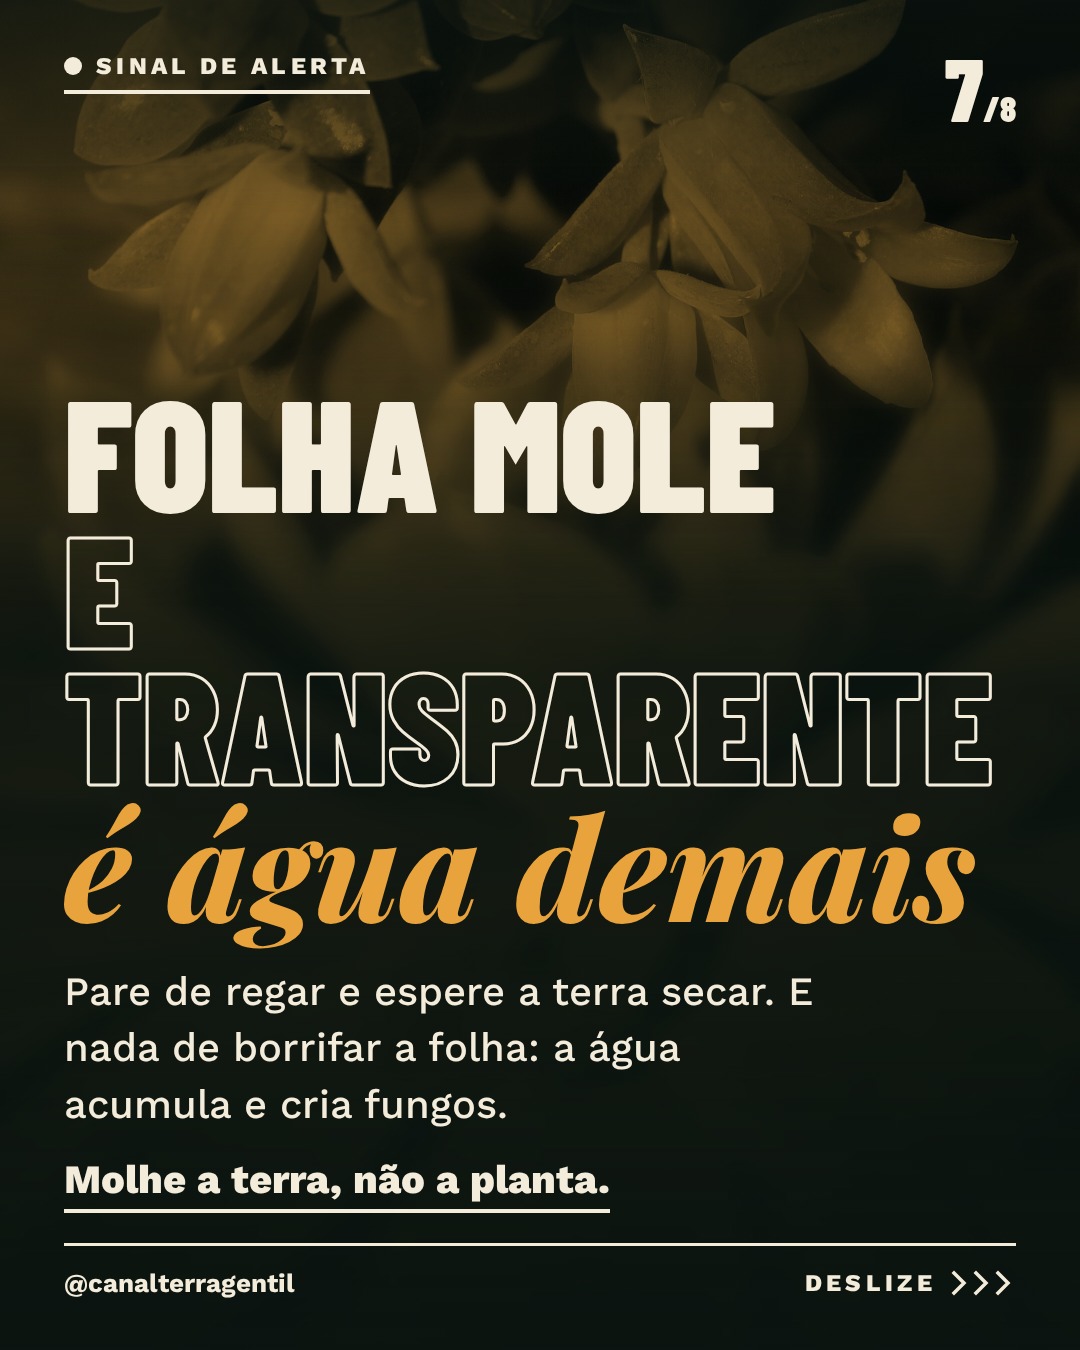 SINAL DE ALERTA
7/8
FOLHA MOLE
E
TRANSPARENTE
é água demais
Pare de regar e espere a terra secar. E
nada de borrifar a folha: a água
acumula e cria fungos.
Molhe a terra, não a planta.
@canalterragentil
DESLIZE